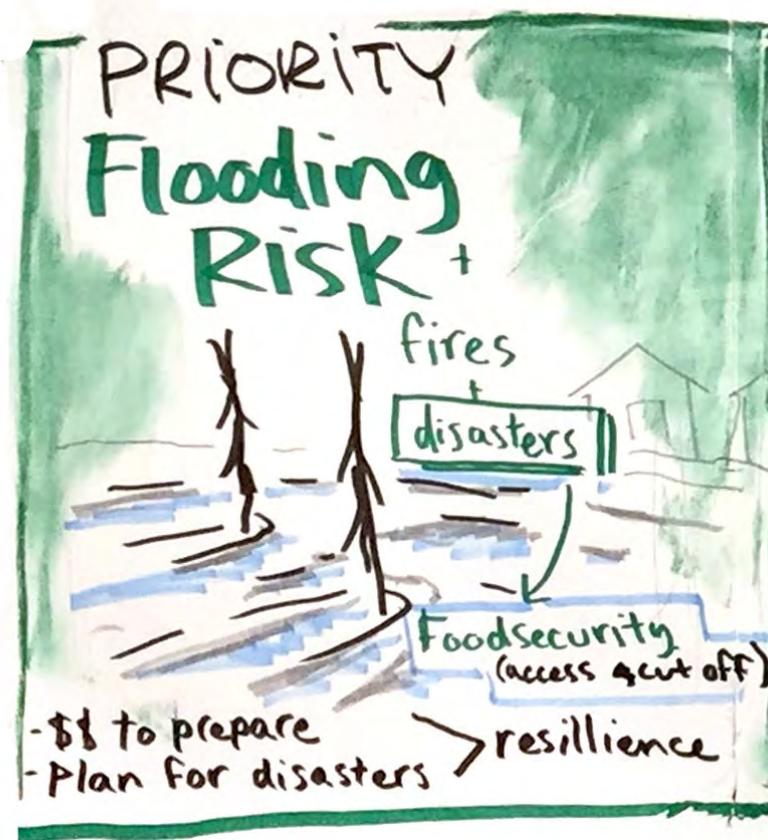 PRiORiTY
Flooding
Risk +
fires
+
disasters
Foodsecurity
(access & cut off)
- $$ to prepare
- Plan for disasters > resillience